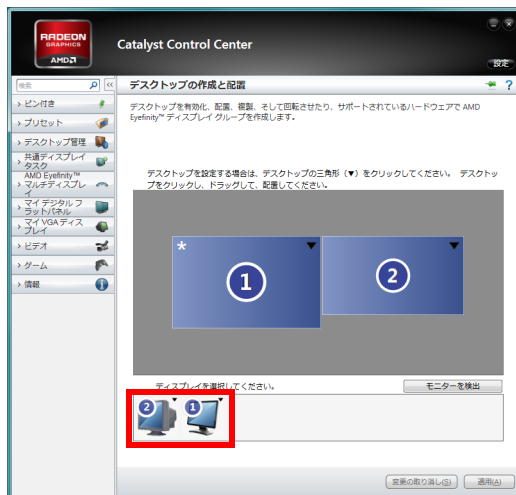 RADEON
GRAPHICS
AMD
Catalyst Control Center
設定
検索
デスクトップの作成と配置
ピン付き
プリセット
デスクトップ管理
共通ディスプレイ
タスク
AMD Eyefinity™
マルチディスプレ
イ
マイ デジタル フ
ラットパネル
マイ VGA ディス
プレイ
ビデオ
ゲーム
情報
デスクトップを有効化、配置、複製、そして回転させたり、サポートされているハードウェアで AMD
Eyefinity™ ディスプレイ グループを作成します。
デスクトップを設定する場合は、デスクトップの三角形（▼）をクリックしてください。 デスクトッ
プをクリックし、ドラッグして、配置してください。
*
1
2
ディスプレイを選択してください。
モニターを検出
2
1
変更の取り消し(S)
適用(A)